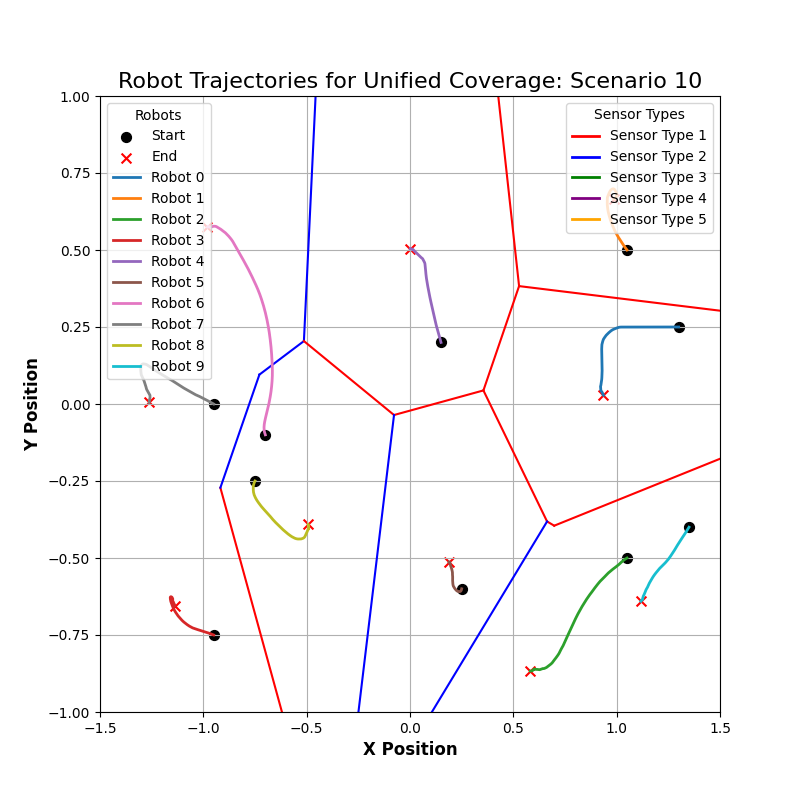 Robot Trajectories for Unified Coverage: Scenario 10
1.00
0.75
0.50
0.25
0.00
−0.25
−0.50
−0.75
−1.00
Y Position
Robots
Start
End
Robot 0
Robot 1
Robot 2
Robot 3
Robot 4
Robot 5
Robot 6
Robot 7
Robot 8
Robot 9
Sensor Types
Sensor Type 1
Sensor Type 2
Sensor Type 3
Sensor Type 4
Sensor Type 5
−1.5
−1.0
−0.5
0.0
0.5
1.0
1.5
X Position